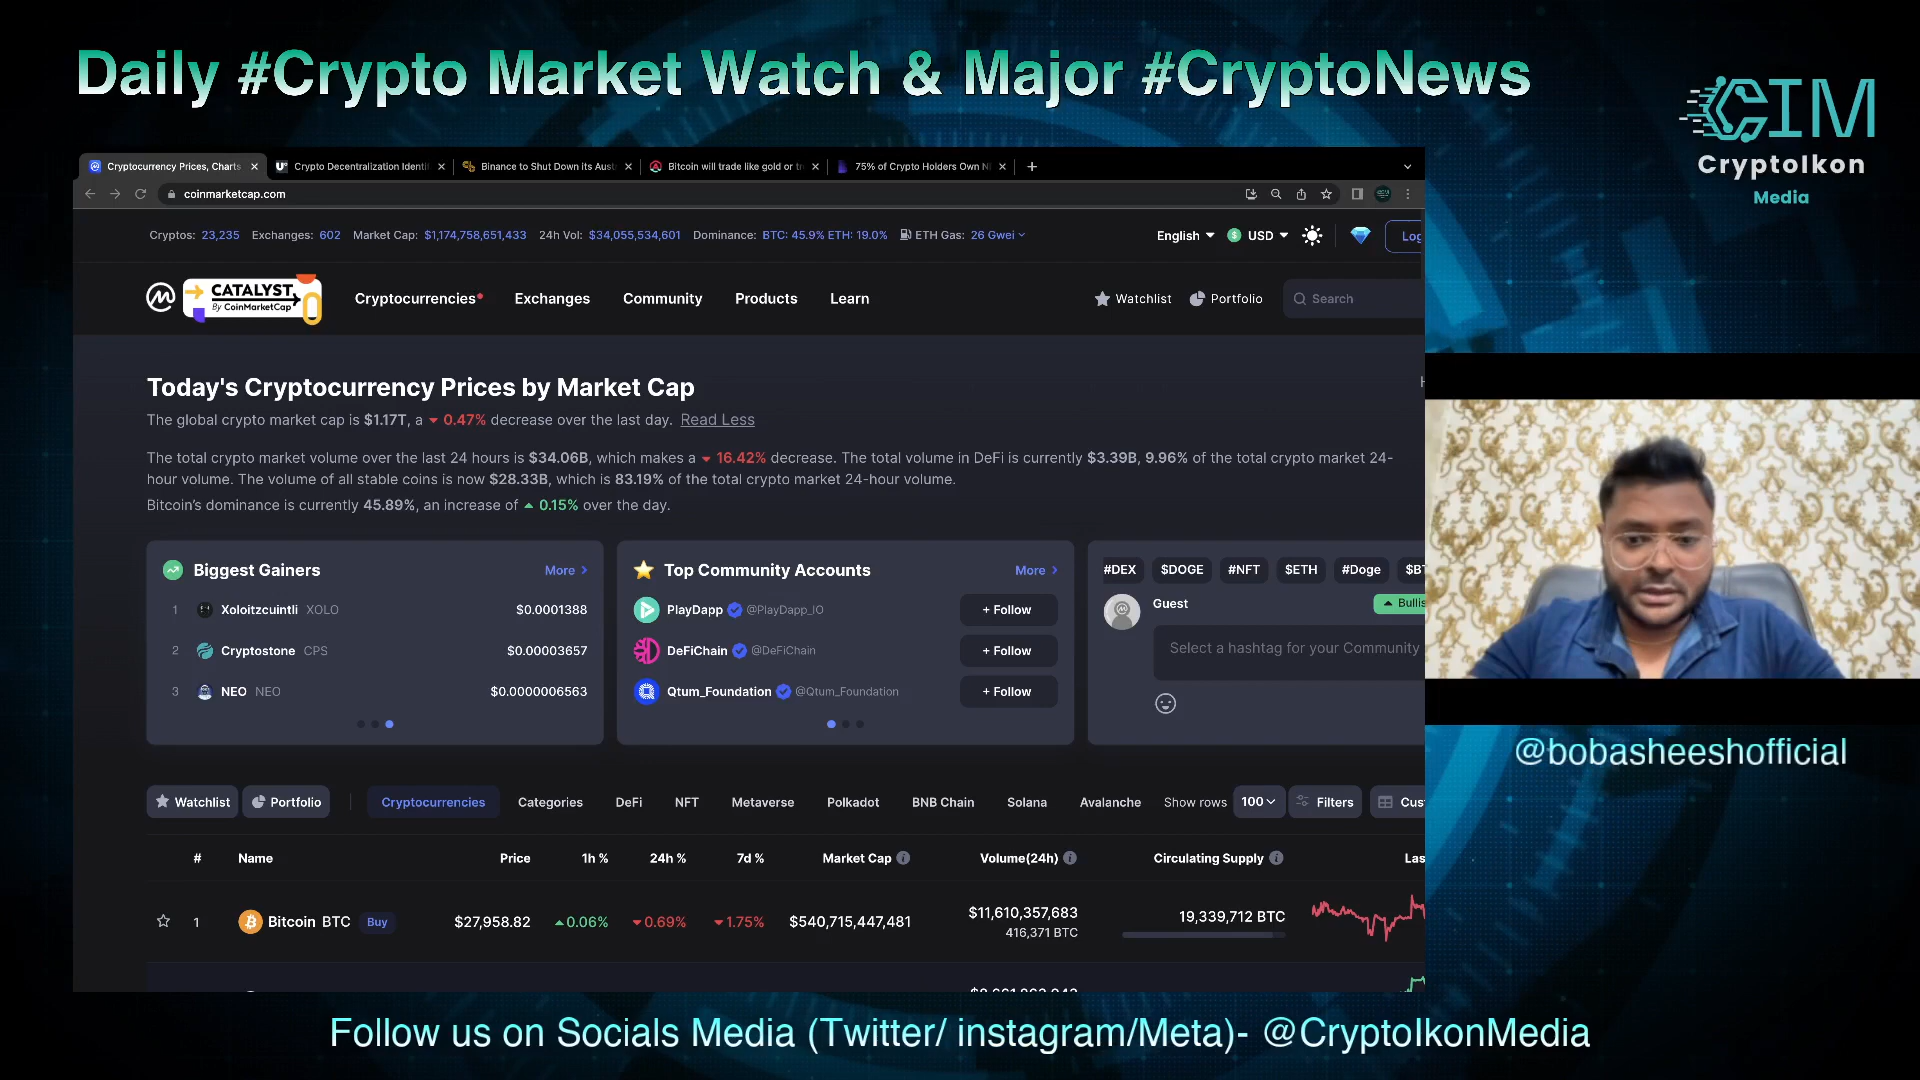 Daily #Crypto Market Watch & Major #CryptoNews
CIM
CryptoIkon
Media
Cryptocurrency Prices, Charts
Crypto Decentralization Identi
Binance to Shut Down its Aust
Bitcoin will trade like gold or tr
75% of Crypto Holders Own N
coinmarketcap.com
Cryptos: 23,235 Exchanges: 602 Market Cap: $1,174,758,651,433 24h Vol: $34,055,534,601 Dominance: BTC: 45.9% ETH: 19.0% ETH Gas: 26 Gwei
English USD Log
CATALYST
By CoinMarketCap
Cryptocurrencies Exchanges Community Products Learn
Watchlist Portfolio Search
Today's Cryptocurrency Prices by Market Cap
The global crypto market cap is $1.17T, a 0.47% decrease over the last day. Read Less
The total crypto market volume over the last 24 hours is $34.06B, which makes a 16.42% decrease. The total volume in DeFi is currently $3.39B, 9.96% of the total crypto market 24-
hour volume. The volume of all stable coins is now $28.33B, which is 83.19% of the total crypto market 24-hour volume.
Bitcoin's dominance is currently 45.89%, an increase of 0.15% over the day.
Biggest Gainers More
1 Xoloitzcuintli XOLO $0.0001388
2 Cryptostone CPS $0.00003657
3 NEO NEO $0.0000006563
Top Community Accounts More
PlayDapp @PlayDapp_IO + Follow
DeFiChain @DeFiChain + Follow
Qtum_Foundation @Qtum_Foundation + Follow
#DEX $DOGE #NFT $ETH #Doge $BT
Guest Bullis
Select a hashtag for your Community
Watchlist Portfolio Cryptocurrencies Categories DeFi NFT Metaverse Polkadot BNB Chain Solana Avalanche Show rows 100 Filters Cus
# Name Price 1h % 24h % 7d % Market Cap Volume(24h) Circulating Supply Las
1 Bitcoin BTC Buy $27,958.82 0.06% 0.69% 1.75% $540,715,447,481 $11,610,357,683 19,339,712 BTC
416,371 BTC
@bobasheeshofficial
Follow us on Socials Media (Twitter/ instagram/Meta)- @CryptoIkonMedia